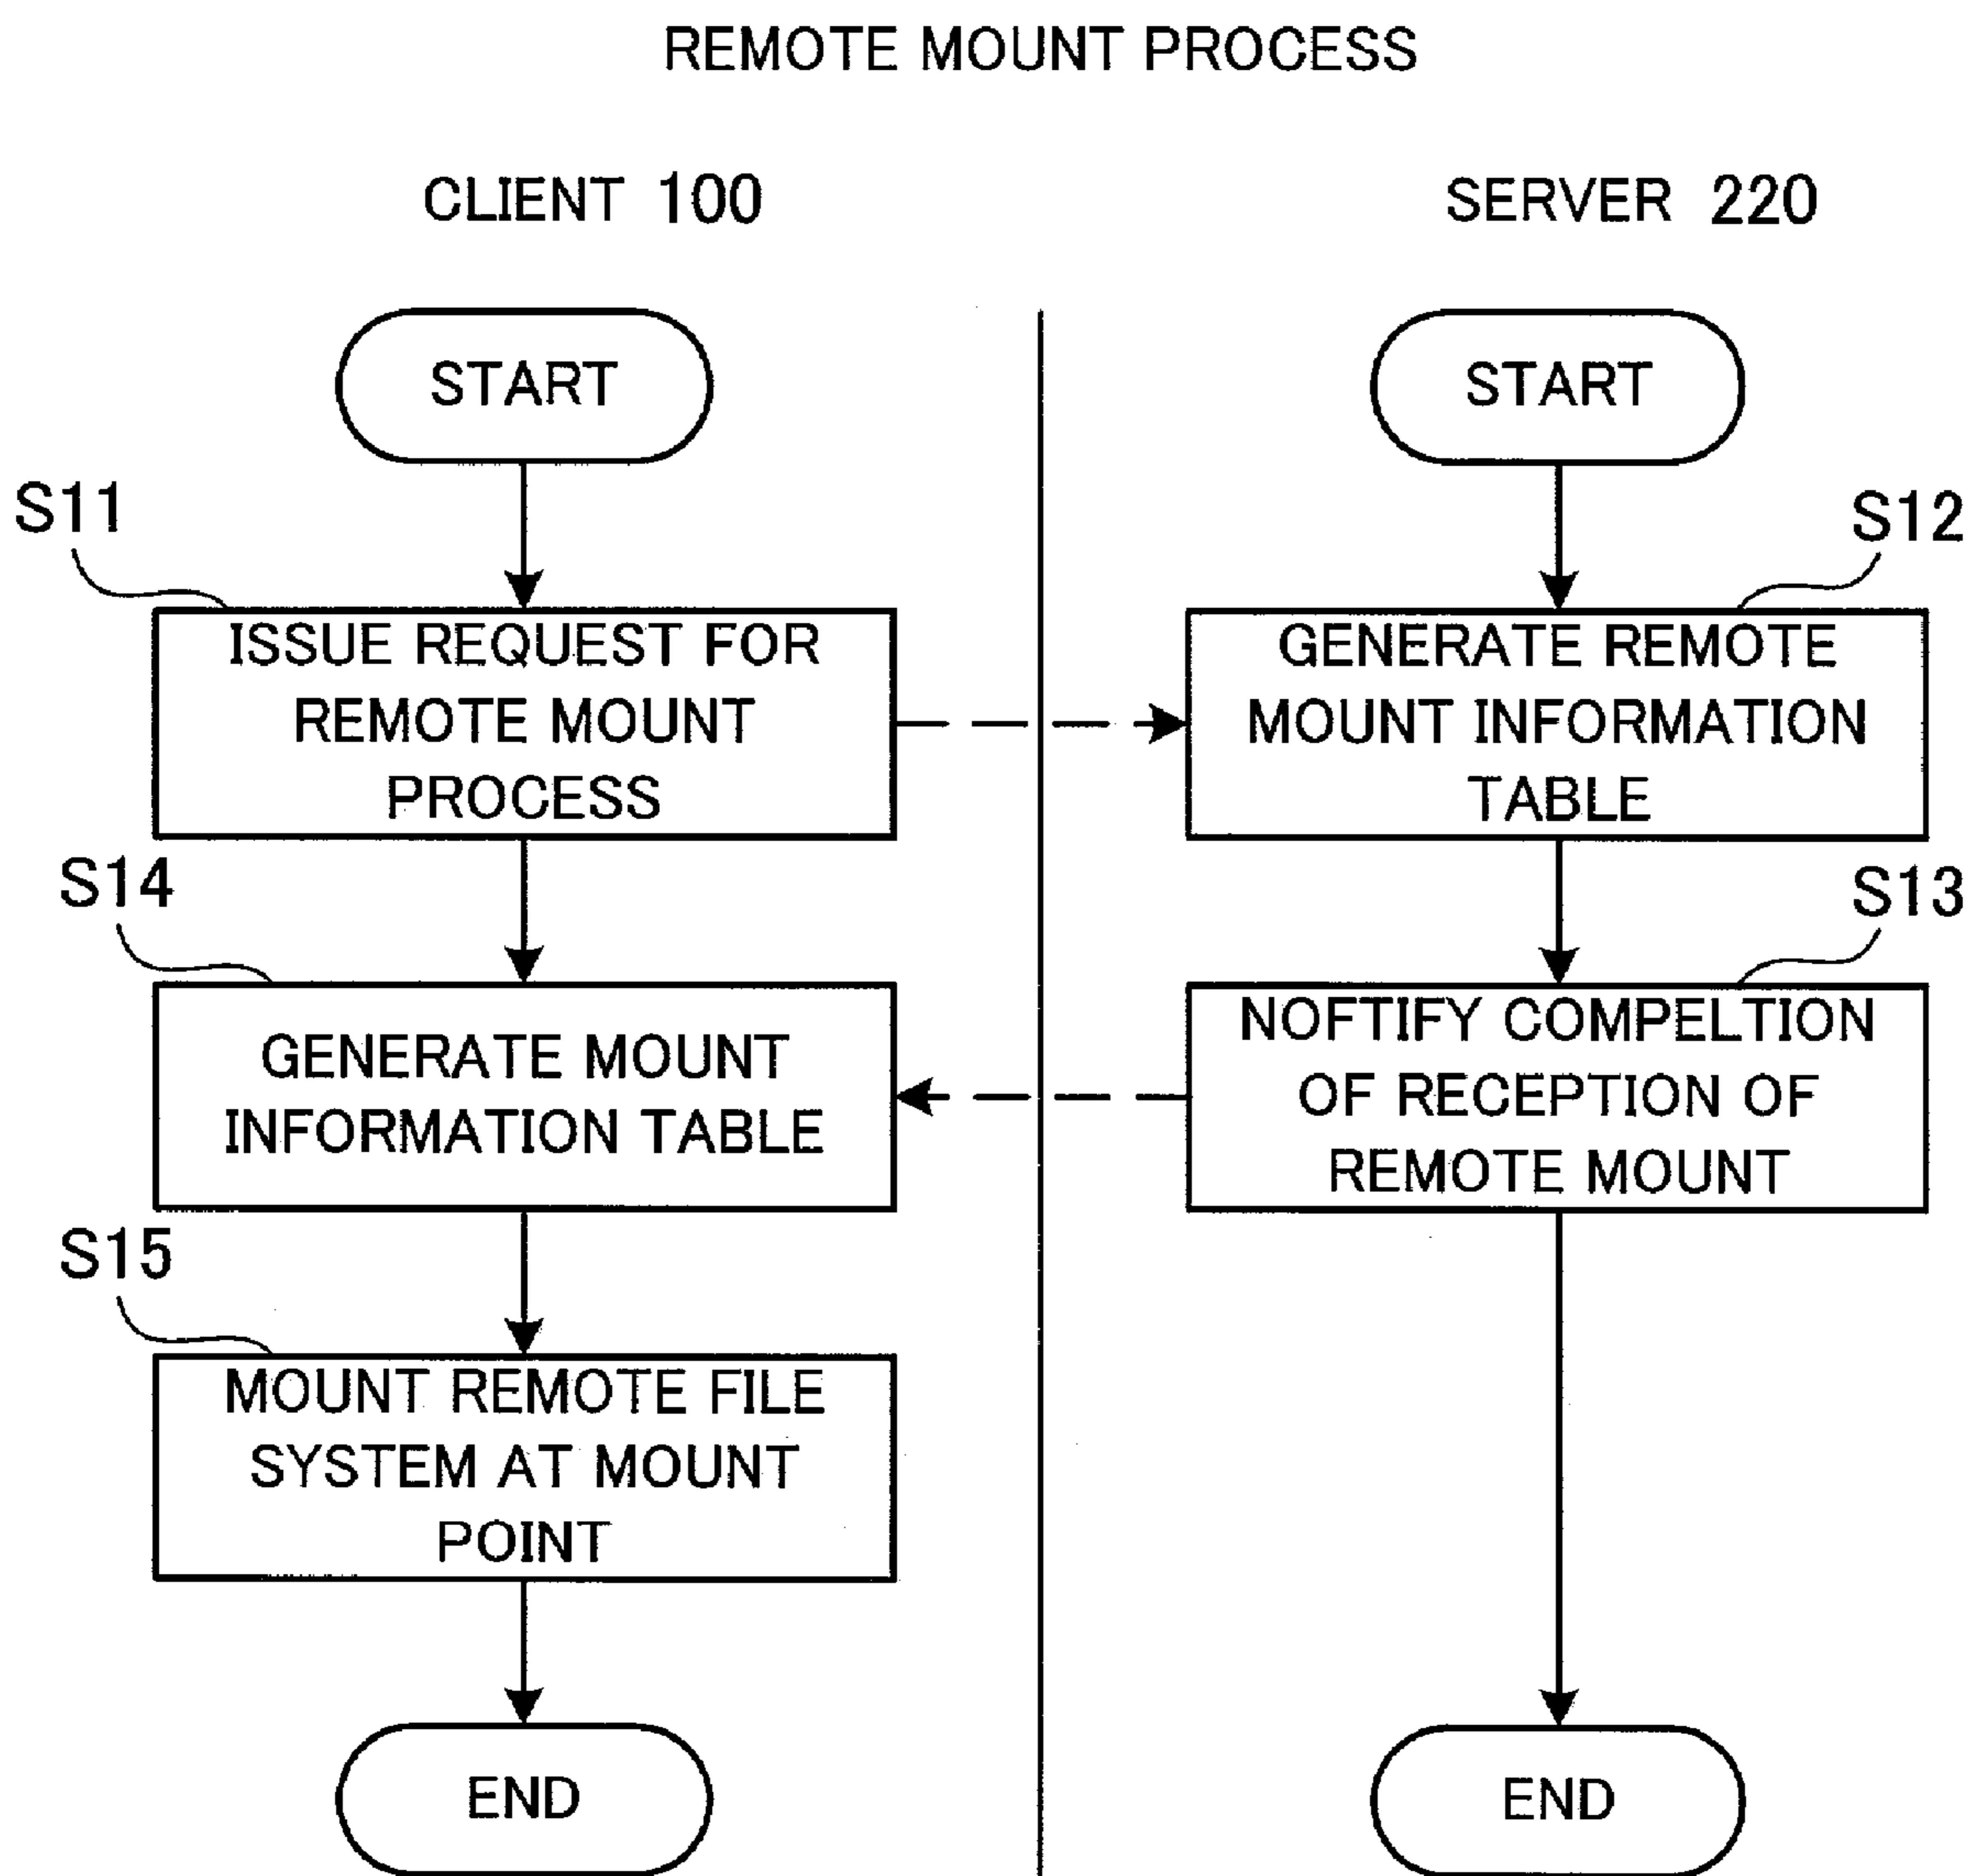 REMOTE MOUNT PROCESS
CLIENT 100
SERVER 220
START
START
S11
S12
ISSUE REQUEST FOR
REMOTE MOUNT
PROCESS
GENERATE REMOTE
MOUNT INFORMATION
TABLE
S14
S13
GENERATE MOUNT
INFORMATION TABLE
NOFTIFY COMPELTION
OF RECEPTION OF
REMOTE MOUNT
S15
MOUNT REMOTE FILE
SYSTEM AT MOUNT
POINT
END
END